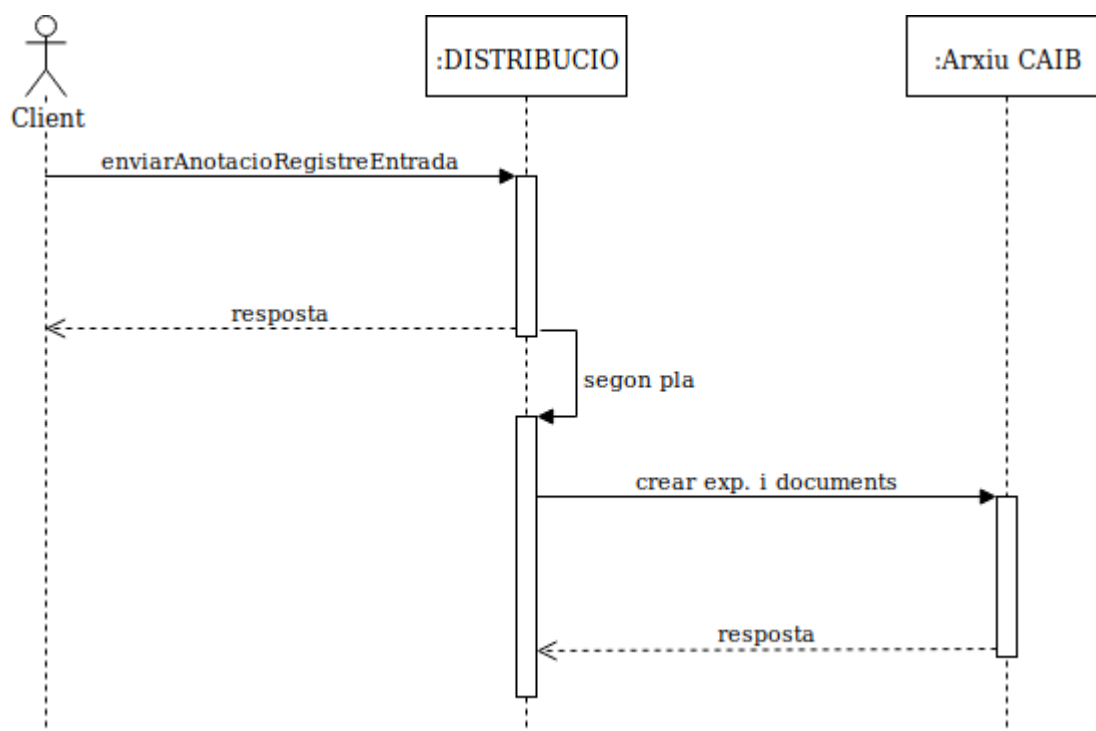 :DISTRIBUCIO
:Arxiu CAIB
Client
enviarAnotacioRegistreEntrada
resposta
segon pla
crear exp. i documents
resposta